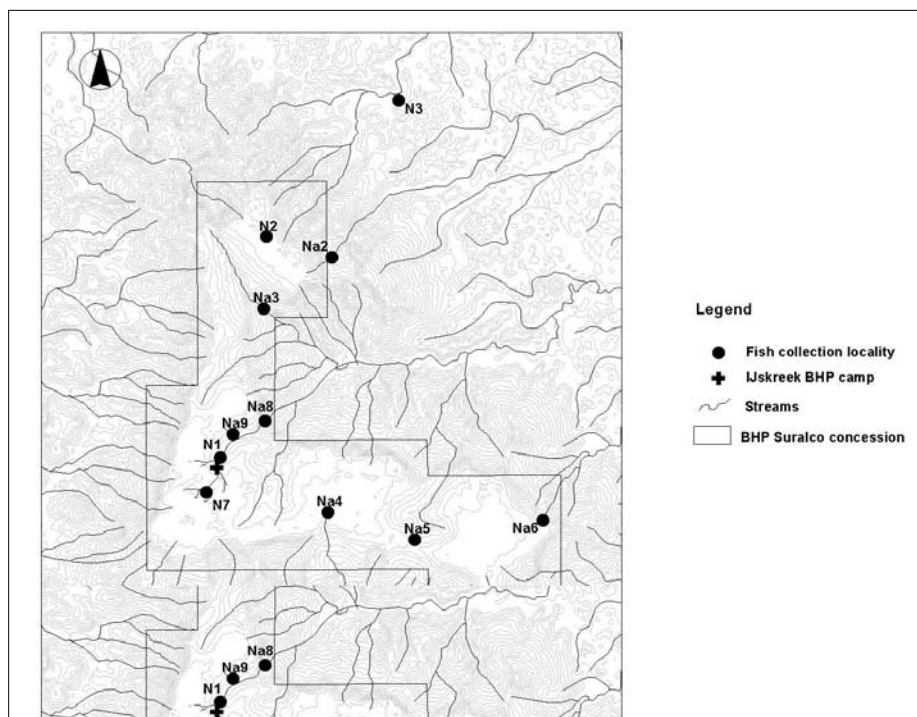 N3
N2
Na2
Na3
Na8
Na9
N1
N7
Na4
Na5
Na6
Na8
Na9
N1
Legend
Fish collection locality
IJskreek BHP camp
Streams
BHP Suralco concession